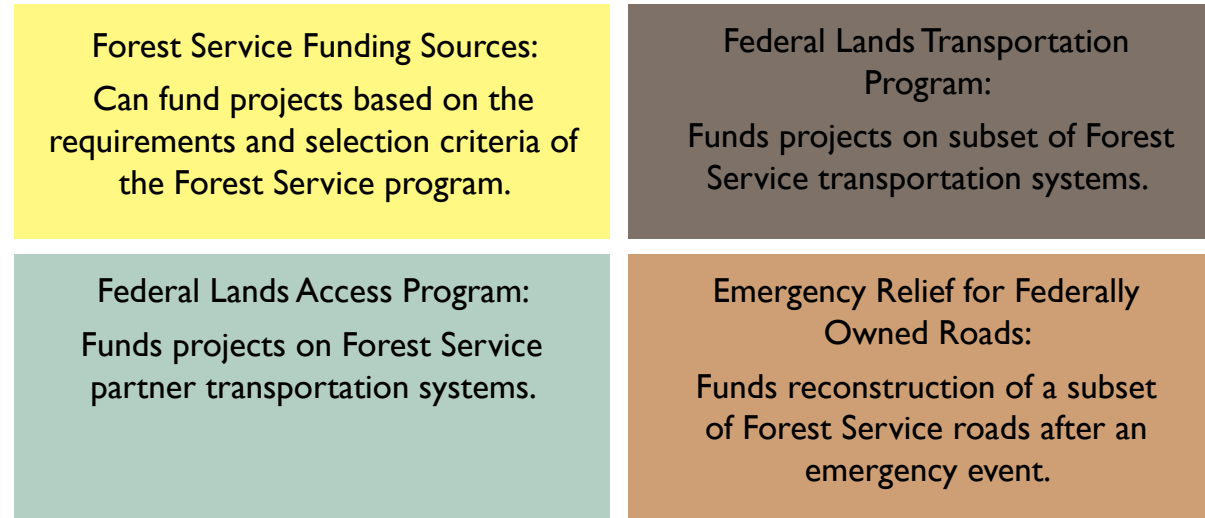 Forest Service Funding Sources:
Can fund projects based on the
requirements and selection criteria of
the Forest Service program.
Federal Lands Transportation
Program:
Funds projects on subset of Forest
Service transportation systems.
Federal Lands Access Program:
Funds projects on Forest Service
partner transportation systems.
Emergency Relief for Federally
Owned Roads:
Funds reconstruction of a subset
of Forest Service roads after an
emergency event.